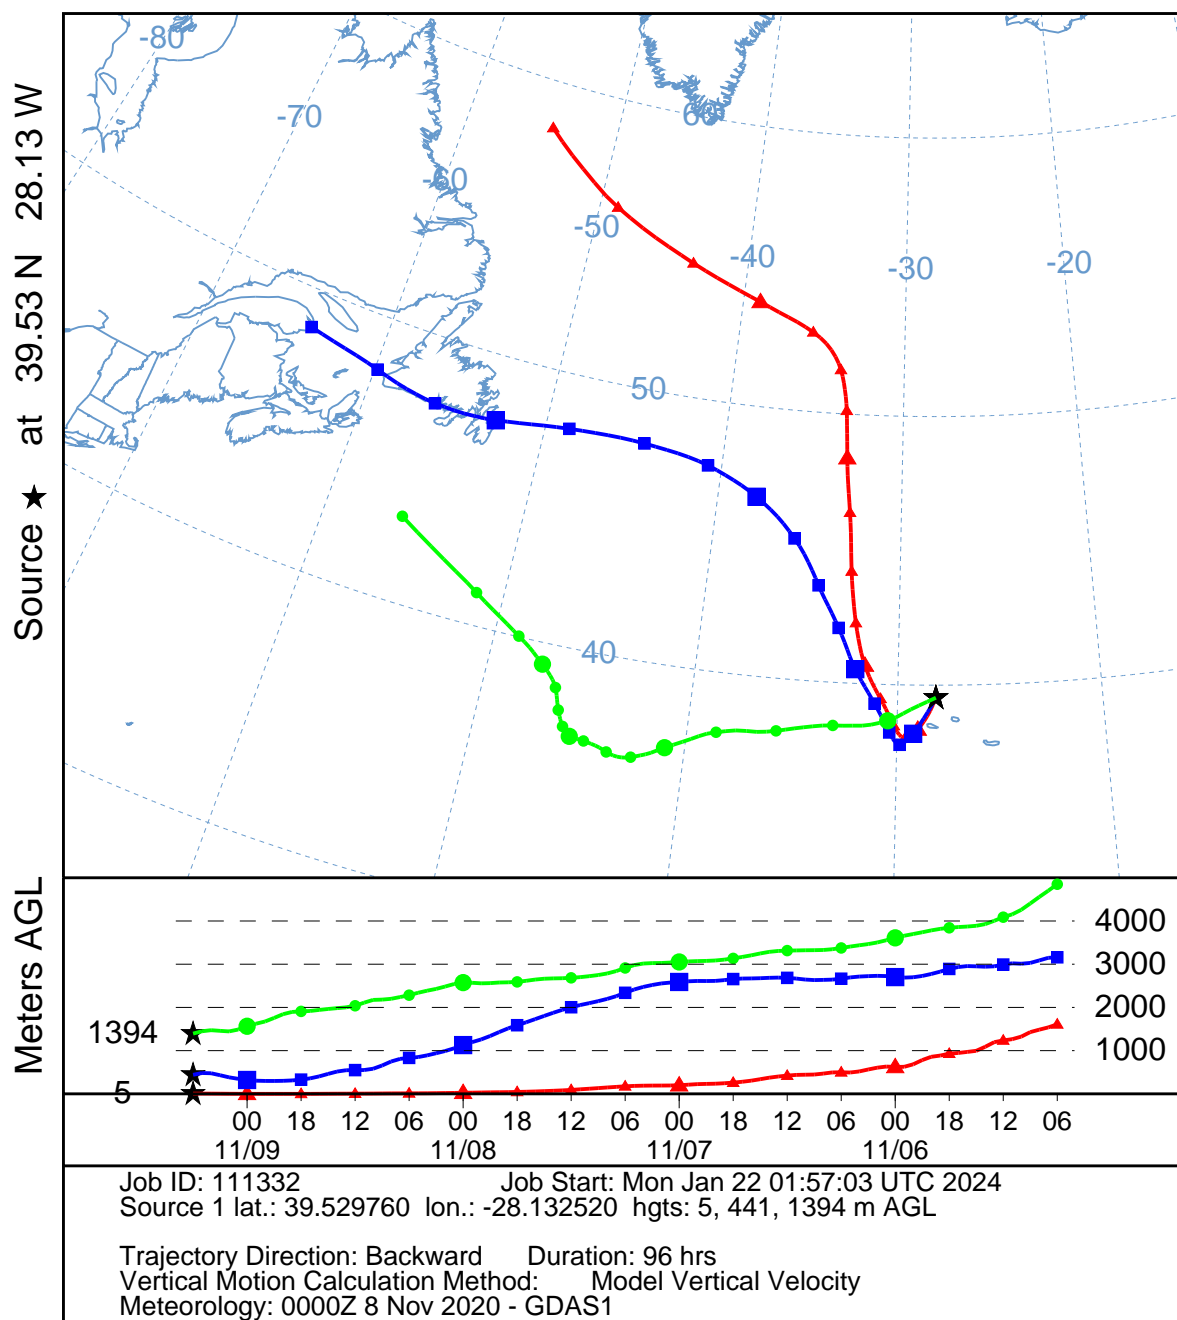 Source ★ at 39.53 N 28.13 W
-80
-70
-60
60
-50
-40
-30
-20
50
40
Meters AGL
4000
3000
2000
1000
1394
5
00 18 12 06 00 18 12 06 00 18 12 06 00 18 12 06
11/09 11/08 11/07 11/06
Job ID: 111332 Job Start: Mon Jan 22 01:57:03 UTC 2024
Source 1 lat.: 39.529760 lon.: -28.132520 hgts: 5, 441, 1394 m AGL
Trajectory Direction: Backward Duration: 96 hrs
Vertical Motion Calculation Method: Model Vertical Velocity
Meteorology: 0000Z 8 Nov 2020 - GDAS1